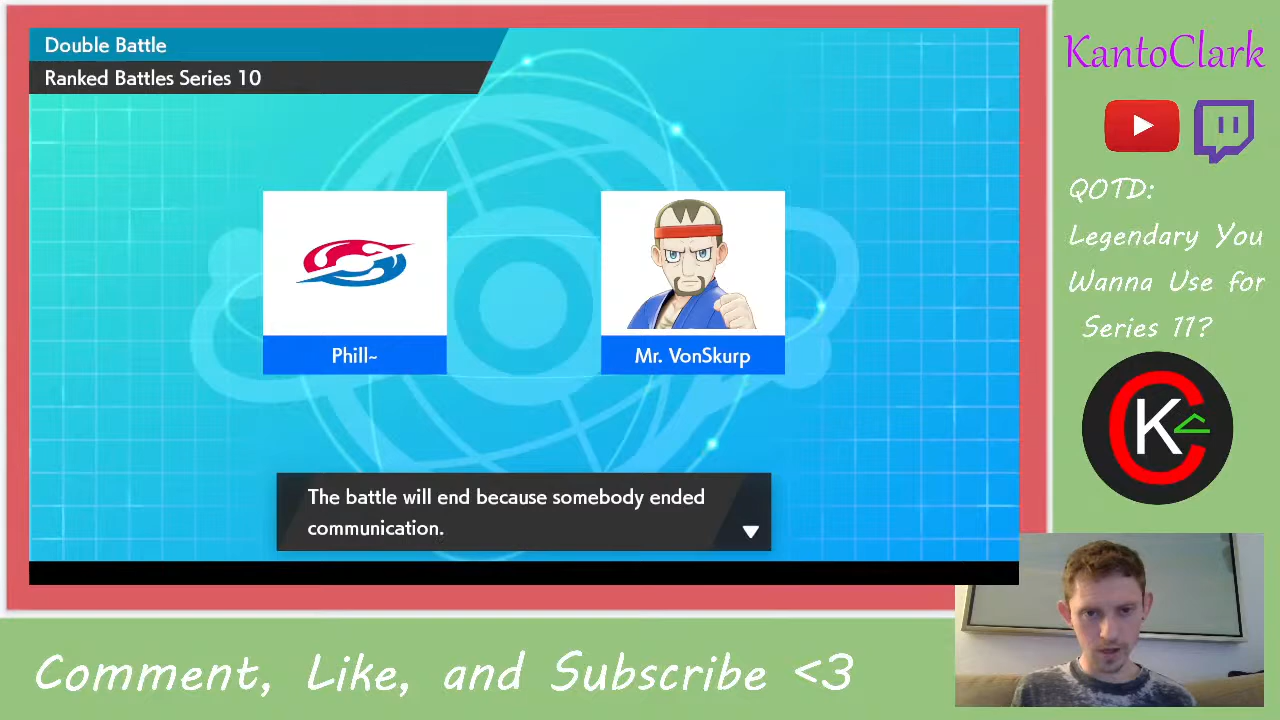 Double Battle
Ranked Battles Series 10
Phill~
Mr. VonSkurp
The battle will end because somebody ended
communication.
KantoClark
QOTD:
Legendary You
Wanna Use for
Series 11?
CK
Comment, Like, and Subscribe <3